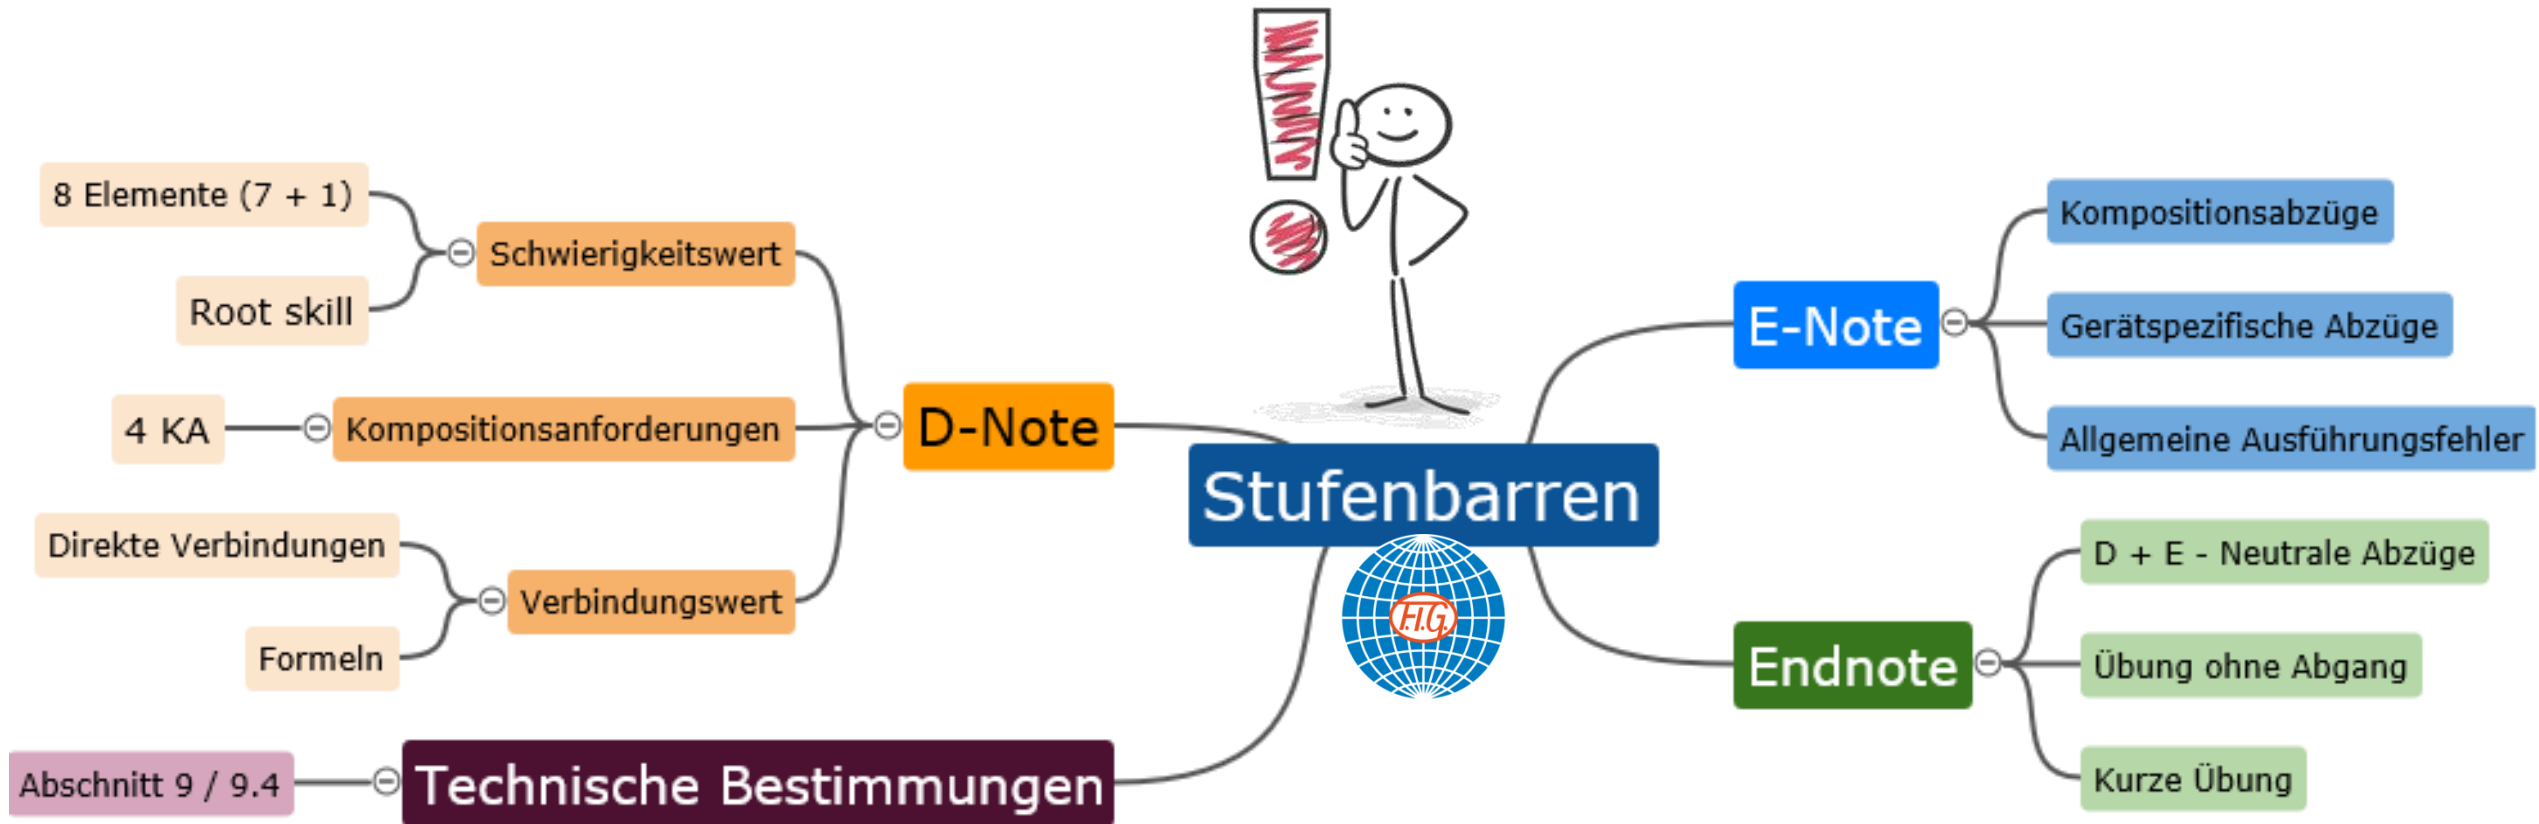 8 Elemente (7 + 1)
Root skill
Schwierigkeitswert
4 KA
Kompositionsanforderungen
Direkte Verbindungen
Formeln
Verbindungswert
D-Note
Abschnitt 9 / 9.4
Technische Bestimmungen
Stufenbarren
F.I.G.
E-Note
Kompositionsabzüge
Gerätspezifische Abzüge
Allgemeine Ausführungsfehler
Endnote
D + E - Neutrale Abzüge
Übung ohne Abgang
Kurze Übung